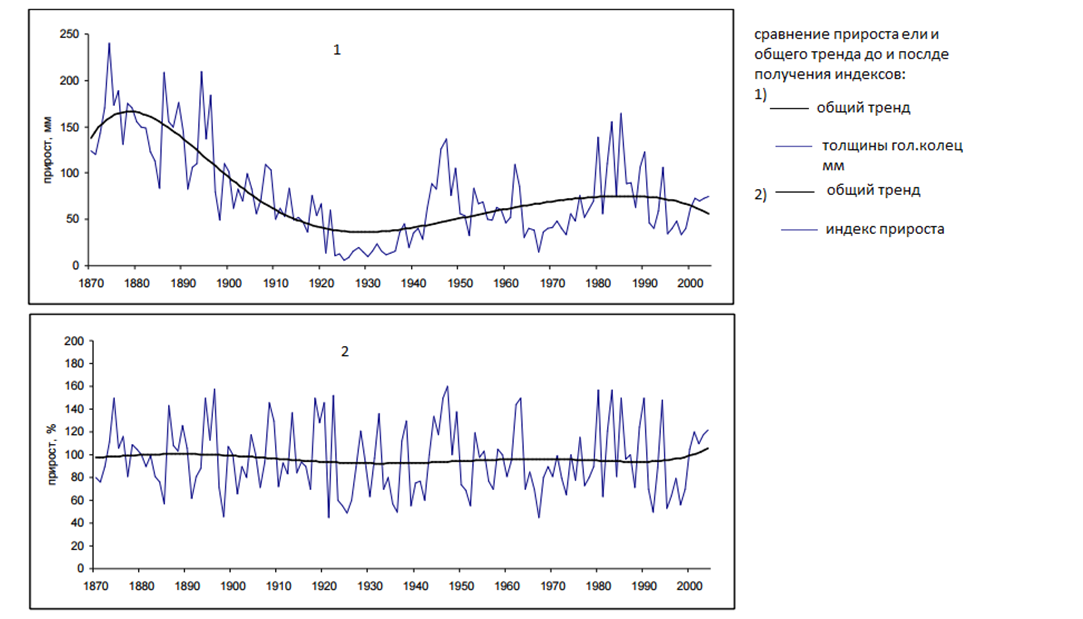 250
1
200
150
100
50
0
прирост, мм
1870 1880 1890 1900 1910 1920 1930 1940 1950 1960 1970 1980 1990 2000
200
2
180
160
140
120
100
80
60
40
20
0
прирост, %
1870 1880 1890 1900 1910 1920 1930 1940 1950 1960 1970 1980 1990 2000
сравнение прироста ели и
общего тренда до и послде
получения индексов:
1)
общий тренд
толщины гол.колец
мм
2) общий тренд
индекс прироста